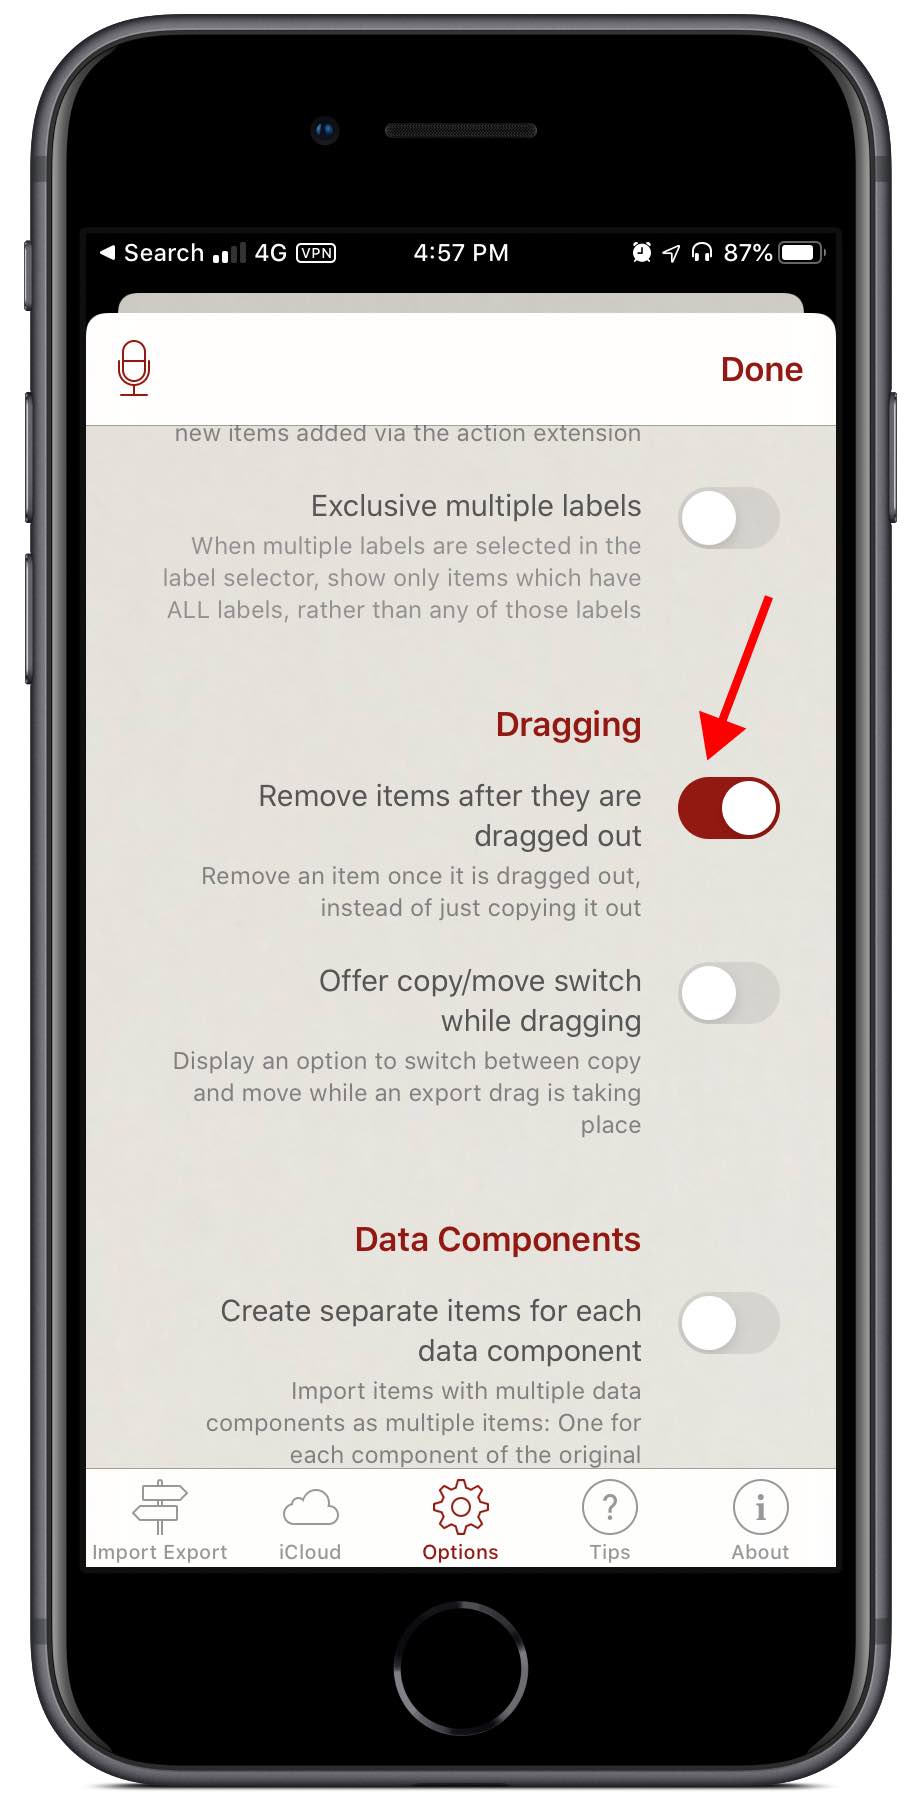 Search 4G VPN 4:57 PM 87%
Done
new items added via the action extension
Exclusive multiple labels
When multiple labels are selected in the
label selector, show only items which have
ALL labels, rather than any of those labels
Dragging
Remove items after they are
dragged out
Remove an item once it is dragged out,
instead of just copying it out
Offer copy/move switch
while dragging
Display an option to switch between copy
and move while an export drag is taking
place
Data Components
Create separate items for each
data component
Import items with multiple data
components as multiple items: One for
each component of the original
Import Export iCloud Options ? Tips i About